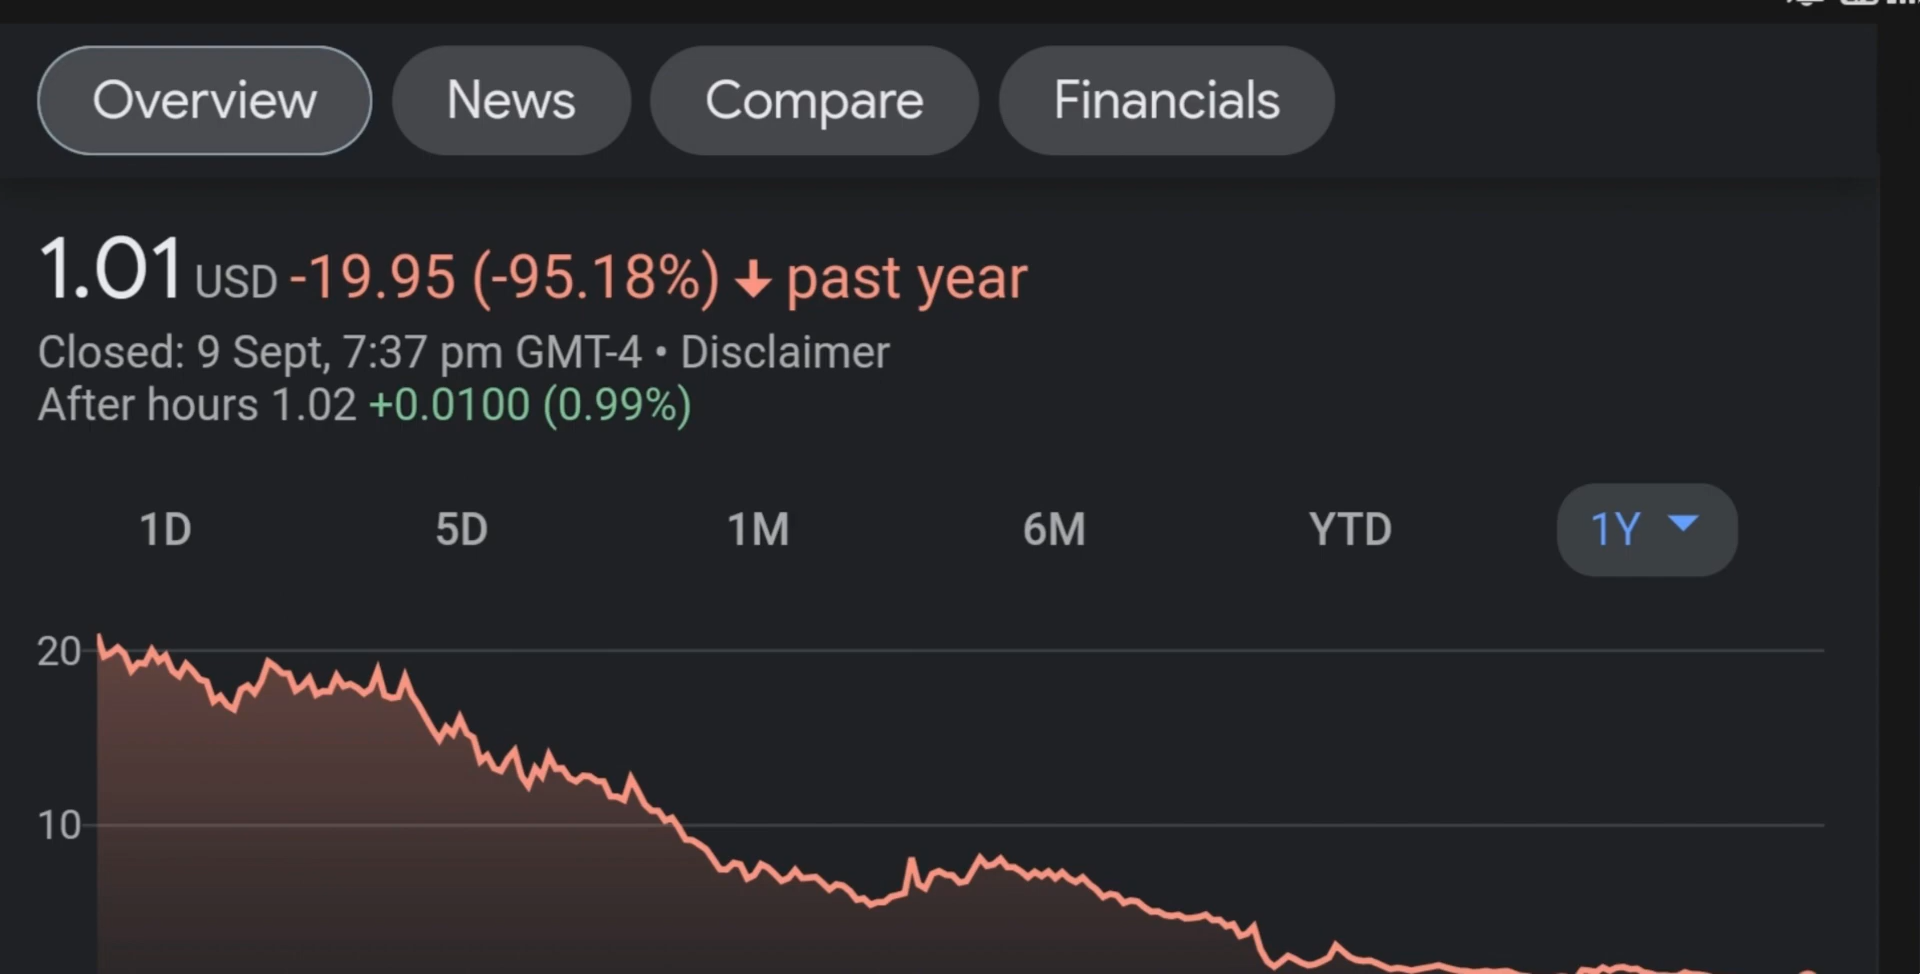 Overview News Compare Financials
1.01 USD -19.95 (-95.18%) ↓ past year
Closed: 9 Sept, 7:37 pm GMT-4 • Disclaimer
After hours 1.02 +0.0100 (0.99%)
1D 5D 1M 6M YTD 1Y
20
10